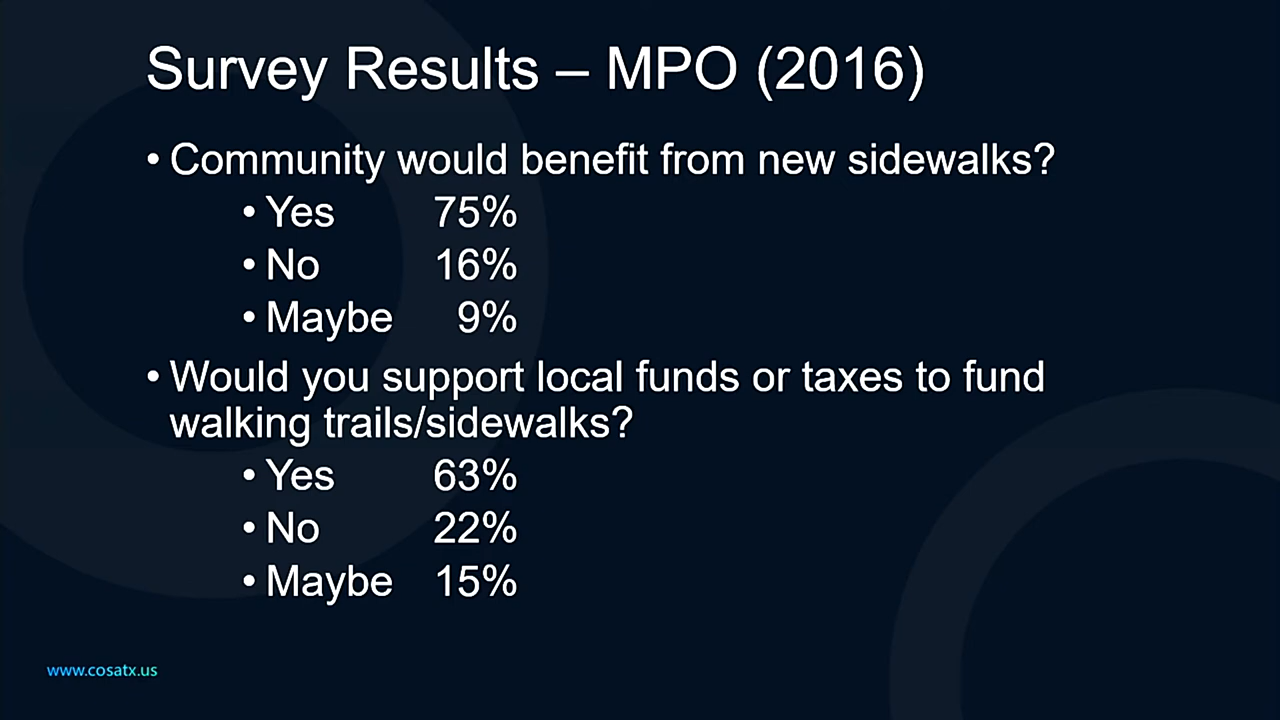 Survey Results – MPO (2016)
• Community would benefit from new sidewalks?
• Yes 75%
• No 16%
• Maybe 9%
• Would you support local funds or taxes to fund
walking trails/sidewalks?
• Yes 63%
• No 22%
• Maybe 15%
www.cosatx.us